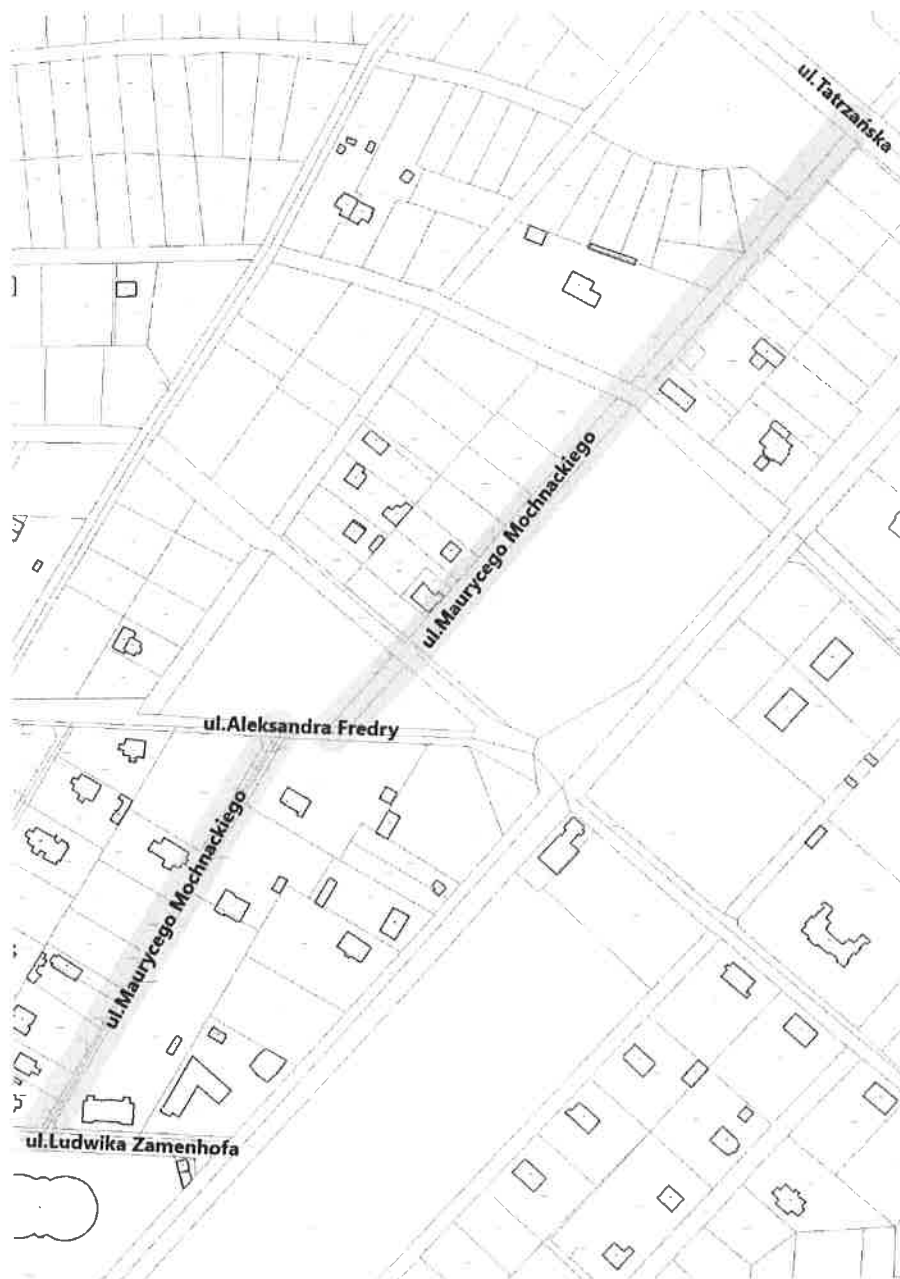 ul.Tatrzańska
ul.Maurycego Mochnackiego
ul.Aleksandra Fredry
ul.Maurycego Mochnackiego
ul.Ludwika Zamenhofa